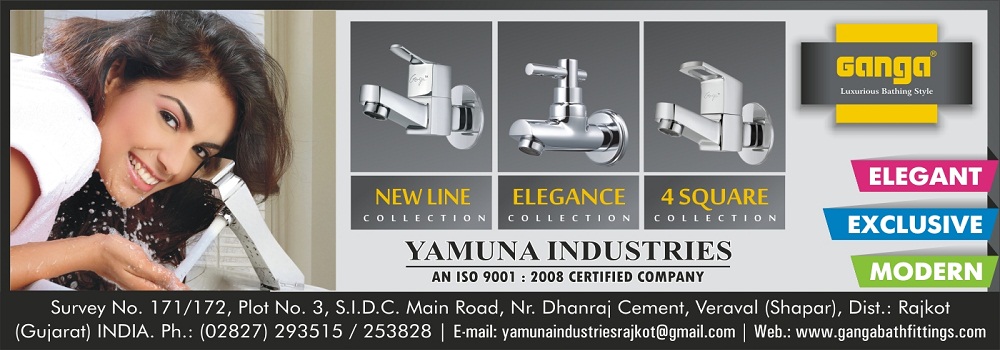 Ganga®
Luxurious Bathing Style
Ganga
Ganga
NEW LINE
COLLECTION
ELEGANCE
COLLECTION
4 SQUARE
COLLECTION
ELEGANT
EXCLUSIVE
MODERN
YAMUNA INDUSTRIES
AN ISO 9001 : 2008 CERTIFIED COMPANY
Survey No. 171/172, Plot No. 3, S.I.D.C. Main Road, Nr. Dhanraj Cement, Veraval (Shapar), Dist.: Rajkot
(Gujarat) INDIA. Ph.: (02827) 293515 / 253828 | E-mail: yamunaindustriesrajkot@gmail.com | Web.: www.gangabathfittings.com